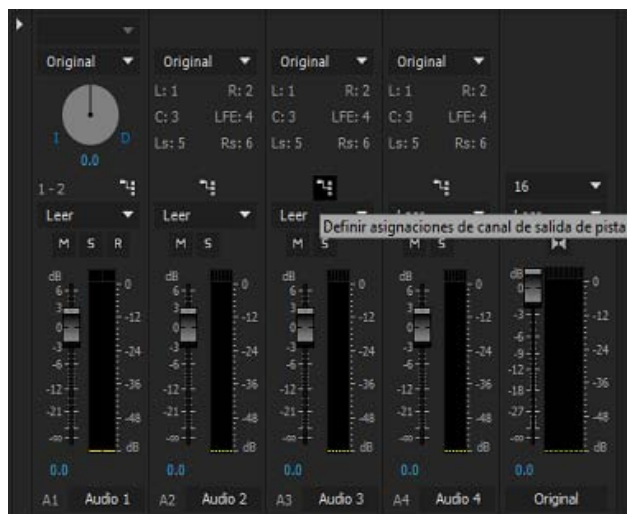 Original Original Original Original
L: 1 R: 2 L: 1 R: 2 L: 1 R: 2
C: 3 LFE: 4 C: 3 LFE: 4 C: 3 LFE: 4
I D Ls: 5 Rs: 6 Ls: 5 Rs: 6 Ls: 5 Rs: 6
0.0
1 - 2 16
Leer Leer Leer
Definir asignaciones de canal de salida de pista
M S R M S M S M S
dB dB dB dB dB
6 6 6 6
3 0 3 0 3 0 3 0 0
0 -12 0 -12 0 -12 0 -12 -3 -12
-3 -24 -3 -24 -3 -24 -3 -24 -6 -24
-6 -6 -6 -6 -9
-12 -36 -12 -36 -12 -36 -12 -36 -18 -36
-21 -48 -21 -48 -21 -48 -21 -48 -27 -48
-∞ dB -∞ dB -∞ dB -∞ dB -∞ dB
0.0 0.0 0.0 0.0 0.0
A1 Audio 1 A2 Audio 2 A3 Audio 3 A4 Audio 4 Original